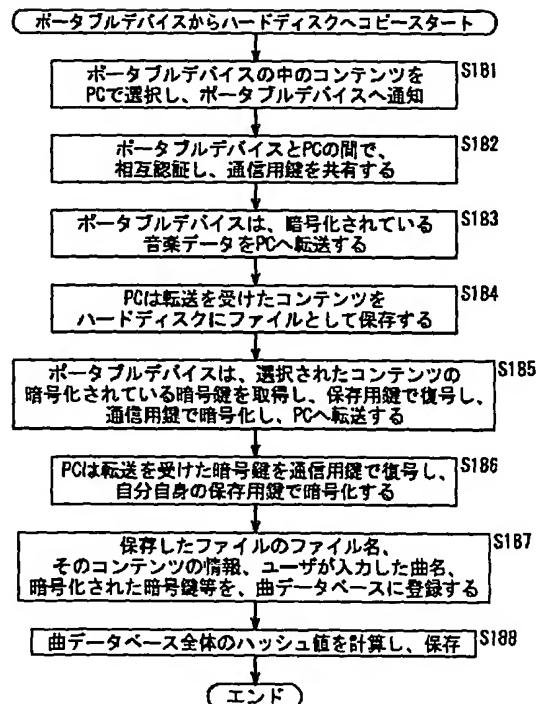 ポータブルデバイスからハードディスクへコピースタート
S181
ポータブルデバイスの中のコンテンツを
PCで選択し、ポータブルデバイスへ通知
S182
ポータブルデバイスとPCの間で、
相互認証し、通信用鍵を共有する
S183
ポータブルデバイスは、暗号化されている
音楽データをPCへ転送する
S184
PCは転送を受けたコンテンツを
ハードディスクにファイルとして保存する
S185
ポータブルデバイスは、選択されたコンテンツの
暗号化されている暗号鍵を取得し、保存用鍵で復号し、
通信用鍵で暗号化し、PCへ転送する
S186
PCは転送を受けた暗号鍵を通信用鍵で復号し、
自分自身の保存用鍵で暗号化する
S187
保存したファイルのファイル名、
そのコンテンツの情報、ユーザが入力した曲名、
暗号化された暗号鍵等を、曲データベースに登録する
S188
曲データベース全体のハッシュ値を計算し、保存
エンド